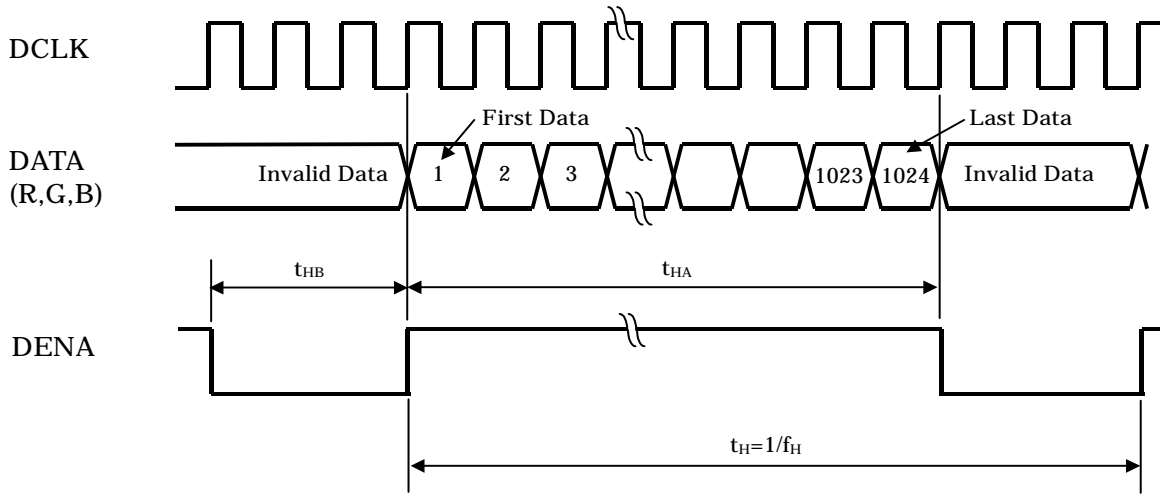 DCLK
First Data
Last Data
DATA
(R,G,B)
Invalid Data 1 2 3 1023 1024 Invalid Data
tHB
tHA
DENA
tH=1/fH